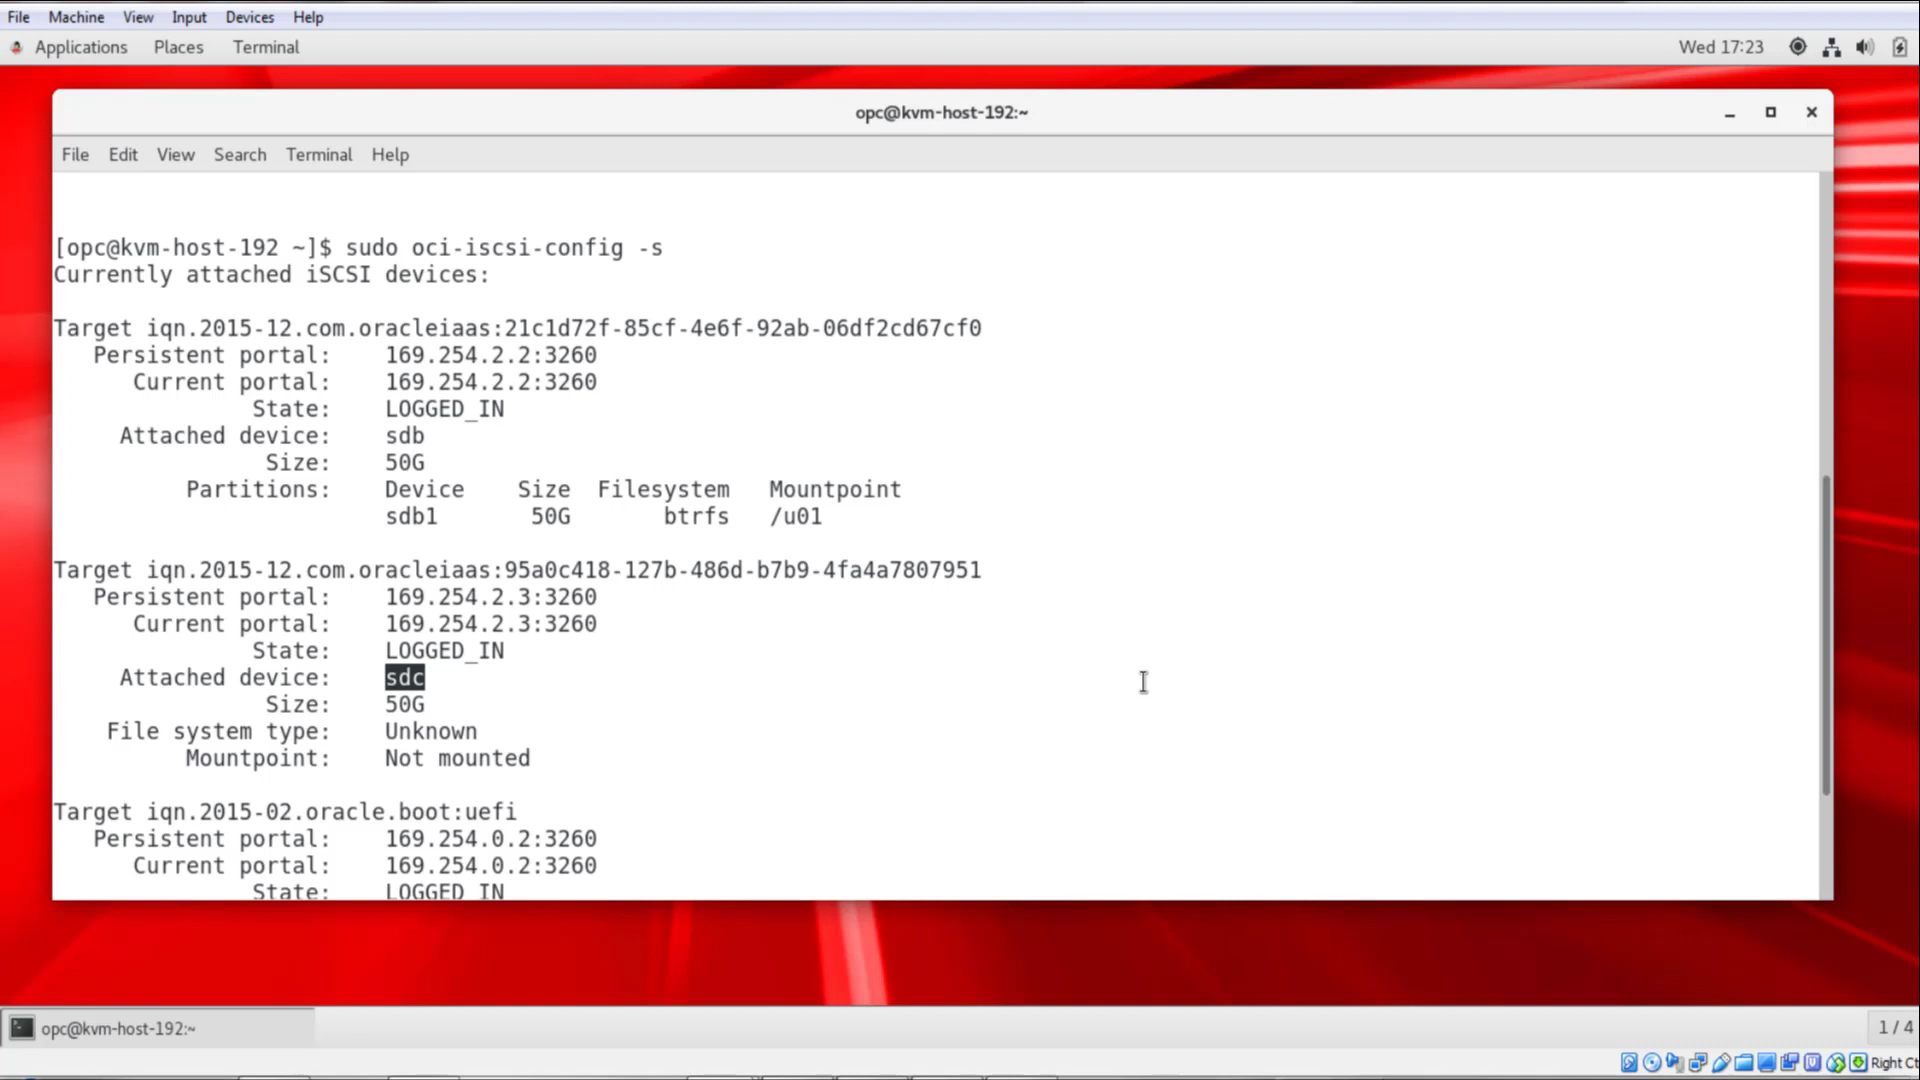 File Machine View Input Devices Help
Applications Places Terminal Wed 17:23
opc@kvm-host-192:~
File Edit View Search Terminal Help
[opc@kvm-host-192 ~]$ sudo oci-iscsi-config -s
Currently attached iSCSI devices:
Target iqn.2015-12.com.oracleiaas:21c1d72f-85cf-4e6f-92ab-06df2cd67cf0
Persistent portal: 169.254.2.2:3260
Current portal: 169.254.2.2:3260
State: LOGGED_IN
Attached device: sdb
Size: 50G
Partitions: Device Size Filesystem Mountpoint
sdb1 50G btrfs /u01
Target iqn.2015-12.com.oracleiaas:95a0c418-127b-486d-b7b9-4fa4a7807951
Persistent portal: 169.254.2.3:3260
Current portal: 169.254.2.3:3260
State: LOGGED_IN
Attached device: sdc
Size: 50G
File system type: Unknown
Mountpoint: Not mounted
Target iqn.2015-02.oracle.boot:uefi
Persistent portal: 169.254.0.2:3260
Current portal: 169.254.0.2:3260
State: LOGGED_IN
opc@kvm-host-192:~ 1 / 4
Right Ct